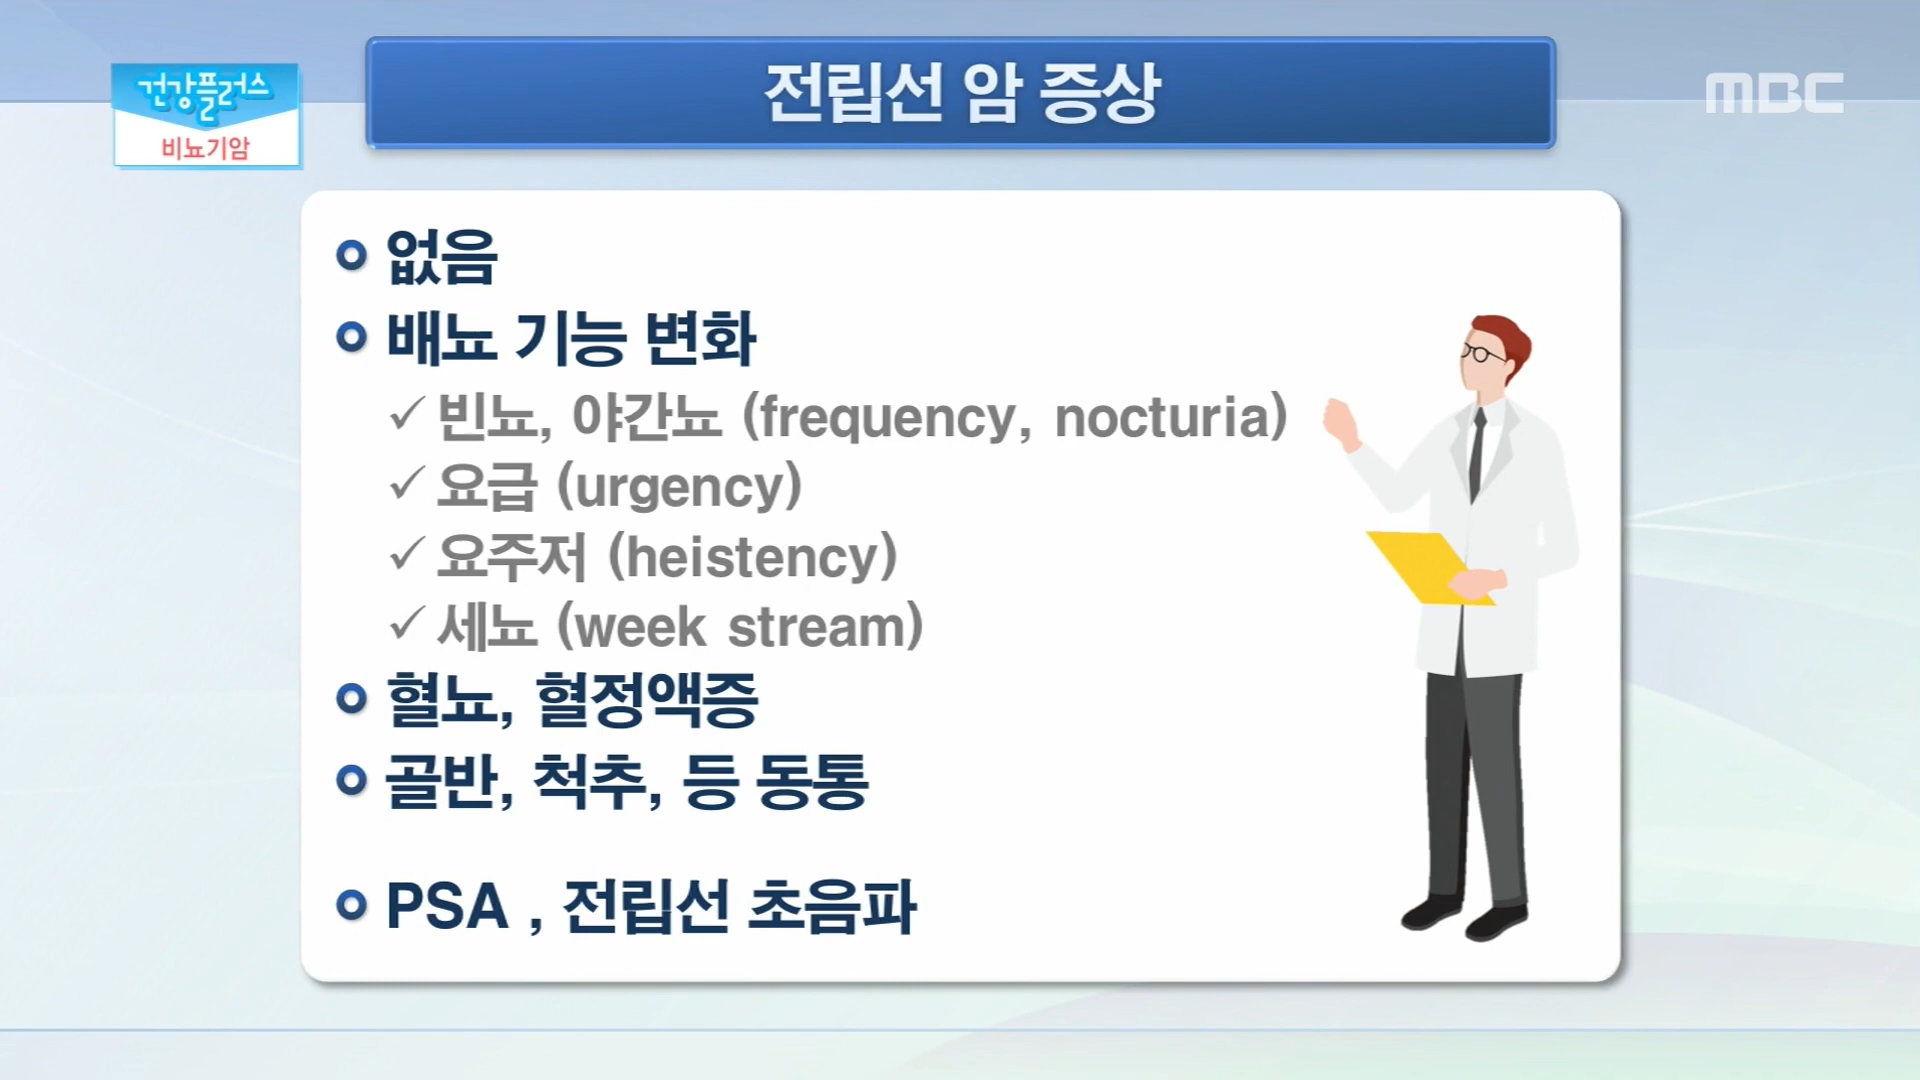 전립선 암 증상
MBC
건강플러스
비뇨기암
없음
배뇨 기능 변화
✓ 빈뇨, 야간뇨 (frequency, nocturia)
✓ 요급 (urgency)
✓ 요주저 (heistency)
✓ 세뇨 (week stream)
혈뇨, 혈정액증
골반, 척추, 등 동통
PSA , 전립선 초음파